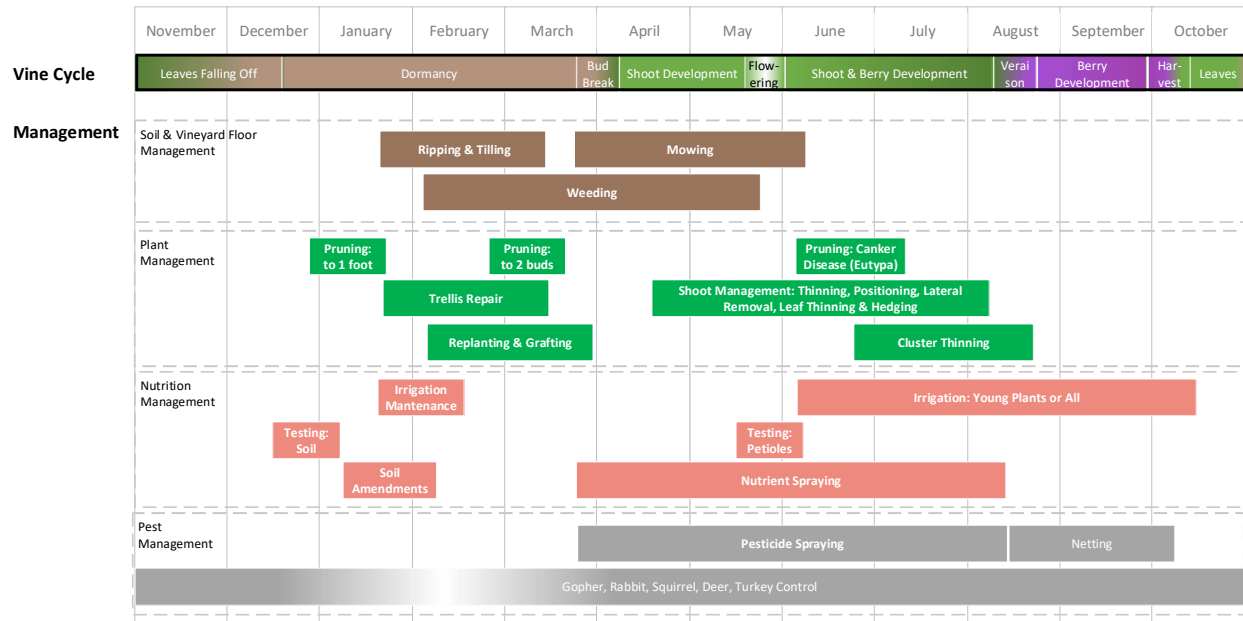 November December January February March April May June July August September October
Vine Cycle
Leaves Falling Off
Dormancy
Bud
Break
Shoot Development
Flow-
ering
Shoot & Berry Development
Verai
son
Berry
Development
Har-
vest
Leaves
Management
Soil & Vineyard Floor
Management
Ripping & Tilling
Mowing
Weeding
Plant
Management
Pruning:
to 1 foot
Pruning:
to 2 buds
Pruning: Canker
Disease (Eutypa)
Trellis Repair
Shoot Management: Thinning, Positioning, Lateral
Removal, Leaf Thinning & Hedging
Replanting & Grafting
Cluster Thinning
Nutrition
Management
Irrigation
Mantenance
Irrigation: Young Plants or All
Testing:
Soil
Testing:
Petioles
Soil
Amendments
Nutrient Spraying
Pest
Management
Pesticide Spraying
Netting
Gopher, Rabbit, Squirrel, Deer, Turkey Control